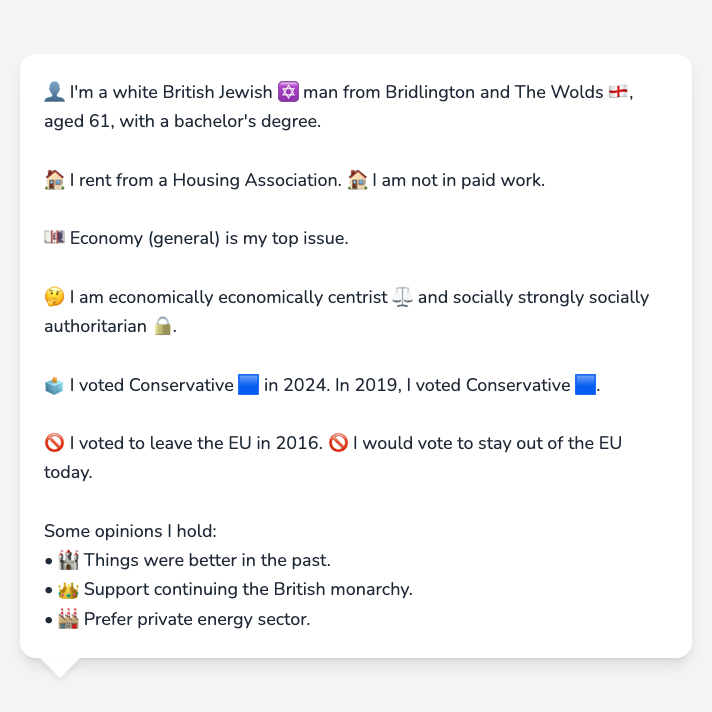 👤 I'm a white British Jewish ✡️ man from Bridlington and The Wolds 🏴󠁧󠁢󠁥󠁮󠁧󠁿,
aged 61, with a bachelor's degree.
🏠 I rent from a Housing Association. 🏠 I am not in paid work.
💷 Economy (general) is my top issue.
🤔 I am economically economically centrist ⚖️ and socially strongly socially
authoritarian 🔒.
🗳️ I voted Conservative 🟦 in 2024. In 2019, I voted Conservative 🟦.
🚫 I voted to leave the EU in 2016. 🚫 I would vote to stay out of the EU
today.
Some opinions I hold:
• 🏰 Things were better in the past.
• 👑 Support continuing the British monarchy.
• 🏭 Prefer private energy sector.